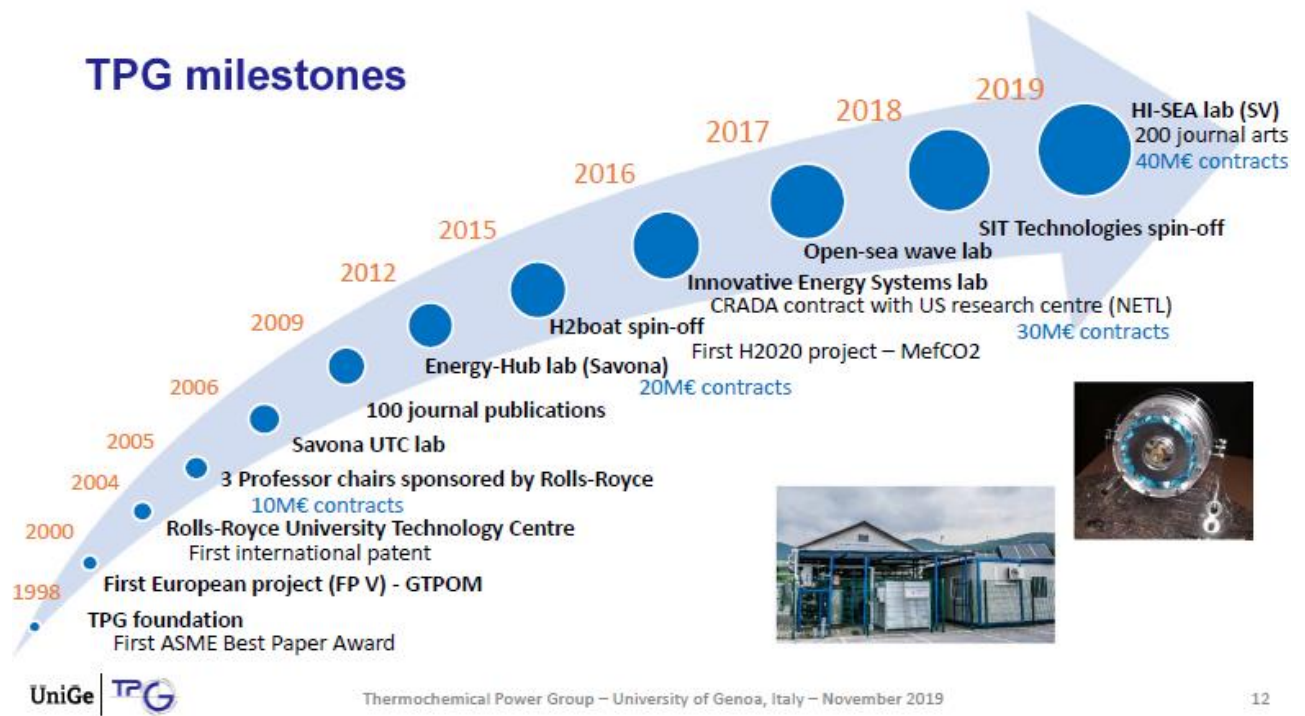 TPG milestones
2019
HI-SEA lab (SV)
200 journal arts
40M€ contracts
2018
SIT Technologies spin-off
2017
Open-sea wave lab
2016
Innovative Energy Systems lab
CRADA contract with US research centre (NETL)
30M€ contracts
First H2020 project – MefCO2
2015
H2boat spin-off
2012
Energy-Hub lab (Savona)
20M€ contracts
2009
100 journal publications
2006
Savona UTC lab
2005
3 Professor chairs sponsored by Rolls-Royce
10M€ contracts
2004
Rolls-Royce University Technology Centre
First international patent
2000
First European project (FP V) - GTPOM
1998
TPG foundation
First ASME Best Paper Award
UniGe TPG
Thermochemical Power Group – University of Genoa, Italy – November 2019
12